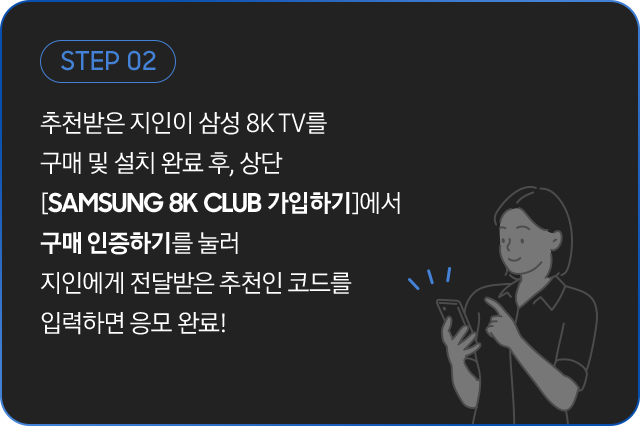 STEP 02
추천받은 지인이 삼성 8K TV를
구매 및 설치 완료 후, 상단
[SAMSUNG 8K CLUB 가입하기]에서
구매 인증하기를 눌러
지인에게 전달받은 추천인 코드를
입력하면 응모 완료!